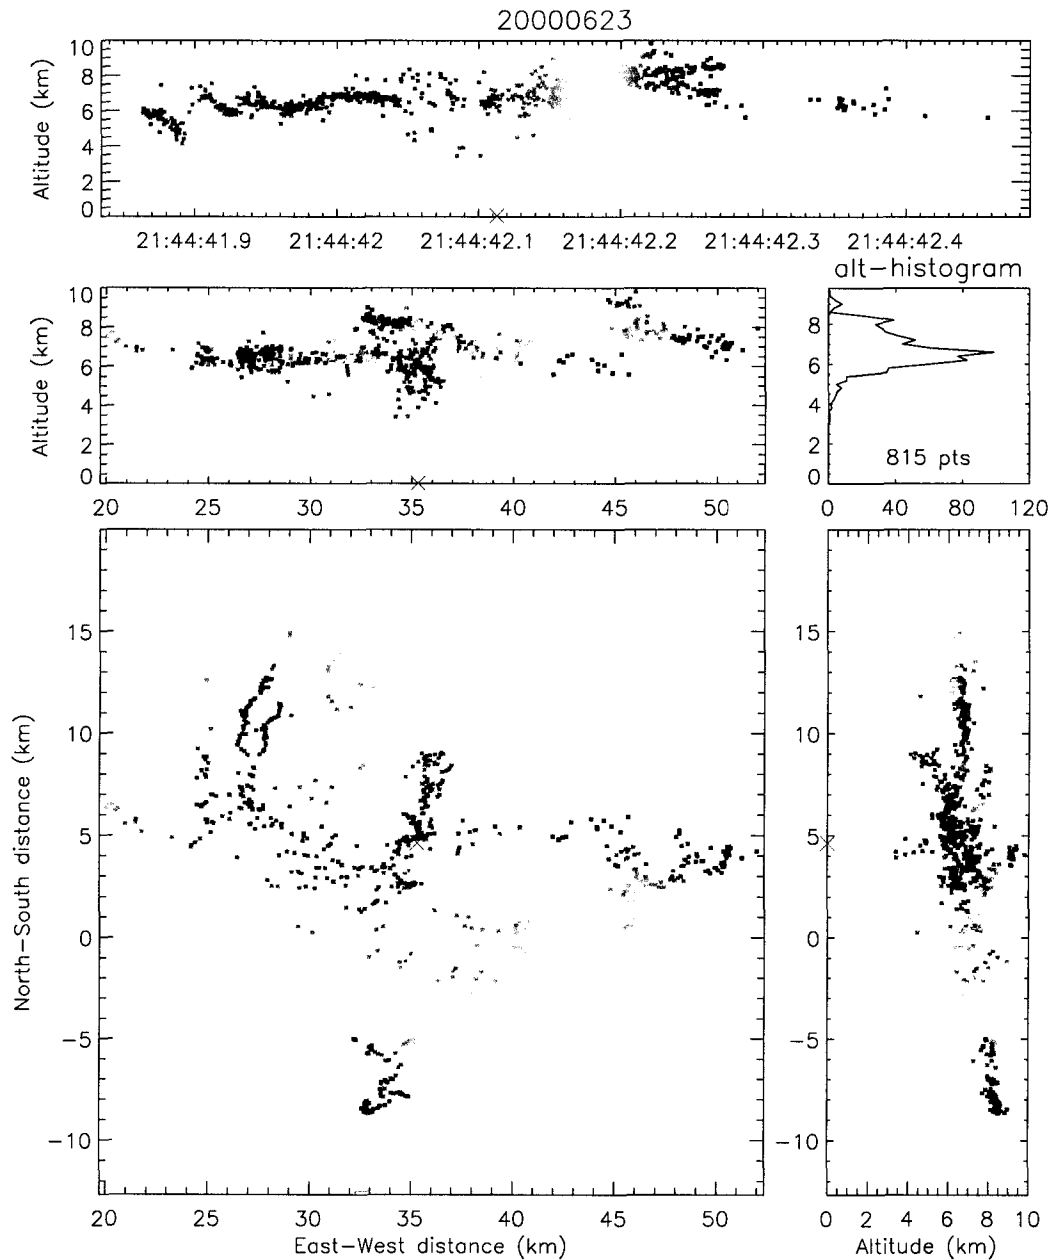 20000623
Altitude (km)
10
8
6
4
2
0
21:44:41.9 21:44:42 21:44:42.1 21:44:42.2 21:44:42.3 21:44:42.4
Altitude (km)
10
8
6
4
2
0
20 25 30 35 40 45 50
alt-histogram
8
6
4
2
0
815 pts
0 40 80 120
North-South distance (km)
15
10
5
0
-5
-10
20 25 30 35 40 45 50
East-West distance (km)
15
10
5
0
-5
-10
0 2 4 6 8 10
Altitude (km)